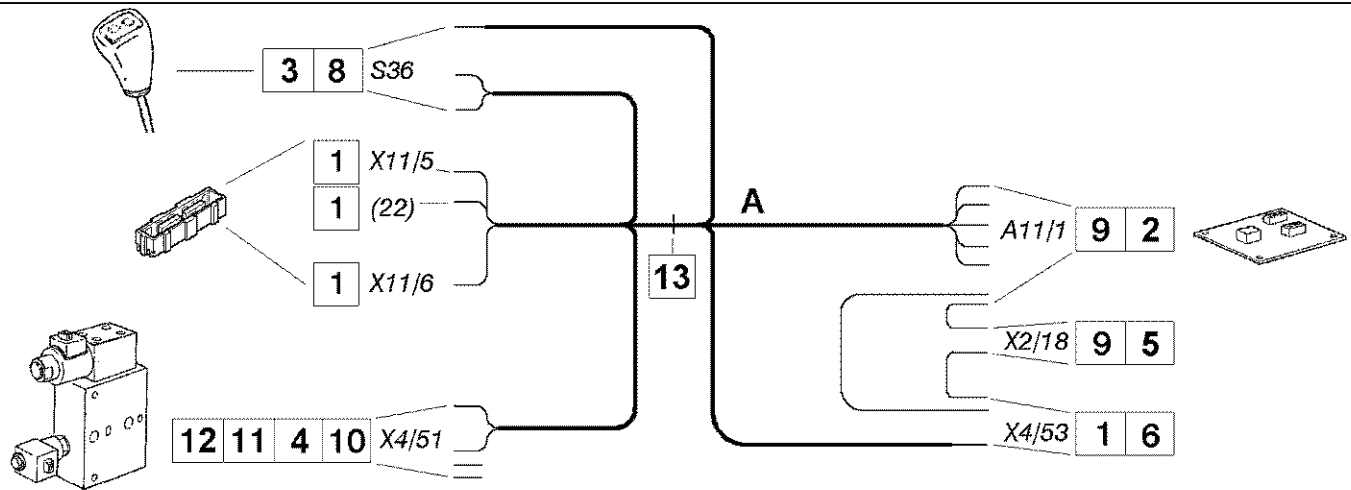 3 8 S36
1 X11/5
1 (22)
1 X11/6
12 11 4 10 X4/51
13
A
A11/1 9 2
X2/18 9 5
X4/53 1 6